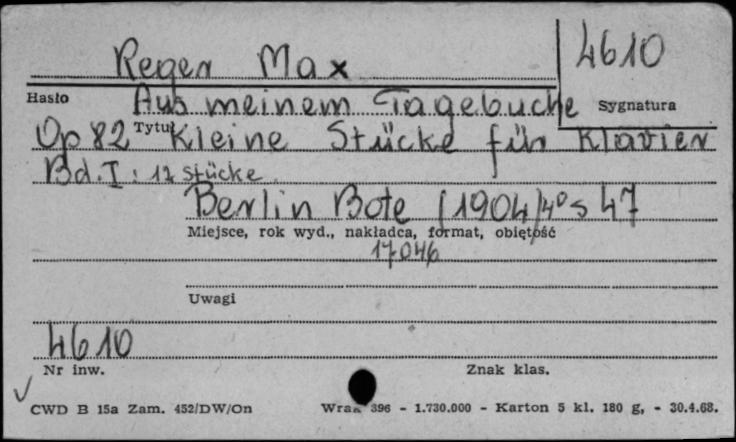 Reger Max 4610
Hasło Aus meinem Tagebuche Sygnatura
Op 82 Tytuł Kleine Stücke für Klavier
Bd. I : 12 stücke
Berlin Bote (1904) 4° s 47
Miejsce, rok wyd., nakładca, format, objętość
17046
Uwagi
4610
Nr inw. Znak klas.
CWD B 15a Zam. 452/DW/On Wrak 396 - 1.730.000 - Karton 5 kl. 180 g, - 30.4.68.